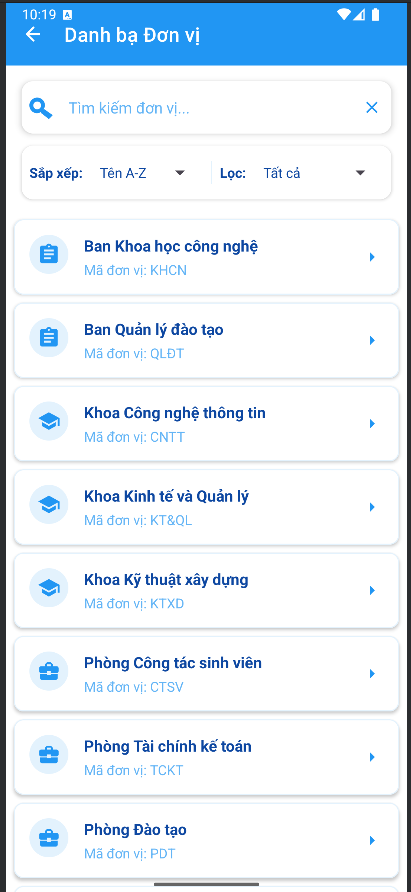 10:19 A
Danh bạ Đơn vị
Tìm kiếm đơn vị...
Sắp xếp: Tên A-Z Lọc: Tất cả
Ban Khoa học công nghệ
Mã đơn vị: KHCN
Ban Quản lý đào tạo
Mã đơn vị: QLĐT
Khoa Công nghệ thông tin
Mã đơn vị: CNTT
Khoa Kinh tế và Quản lý
Mã đơn vị: KT&QL
Khoa Kỹ thuật xây dựng
Mã đơn vị: KTXD
Phòng Công tác sinh viên
Mã đơn vị: CTSV
Phòng Tài chính kế toán
Mã đơn vị: TCKT
Phòng Đào tạo
Mã đơn vị: PDT